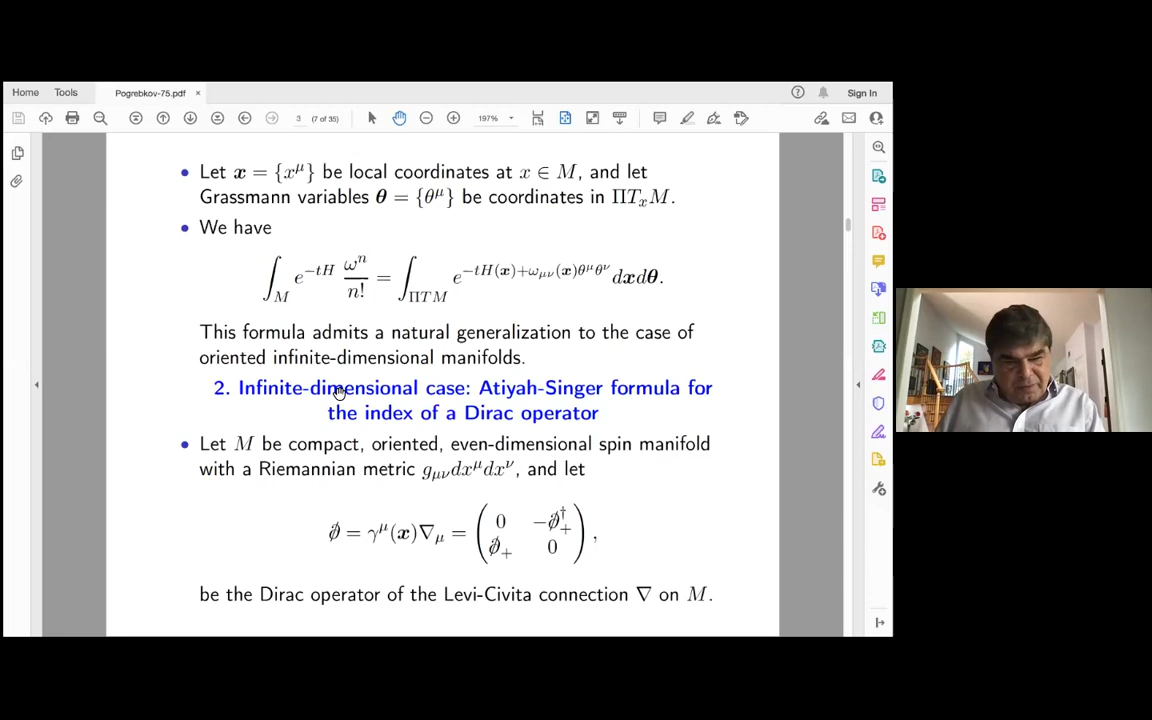 Home Tools Pogrebkov-75.pdf × Sign In
3 (7 of 35) 197%
• Let x = {x^μ} be local coordinates at x ∈ M, and let
Grassmann variables θ = {θ^μ} be coordinates in ΠT_xM.
• We have
∫_M e^{-tH} ω^n/n! = ∫_{ΠTM} e^{-tH(x)+ω_{μν}(x)θ^μθ^ν} dxdθ.
This formula admits a natural generalization to the case of
oriented infinite-dimensional manifolds.
2. Infinite-dimensional case: Atiyah-Singer formula for
the index of a Dirac operator
• Let M be compact, oriented, even-dimensional spin manifold
with a Riemannian metric g_{μν}dx^μdx^ν, and let
∂̸ = γ^μ(x)∇_μ = ( 0 −∂̸_+^† ; ∂̸_+ 0 ),
be the Dirac operator of the Levi-Civita connection ∇ on M.